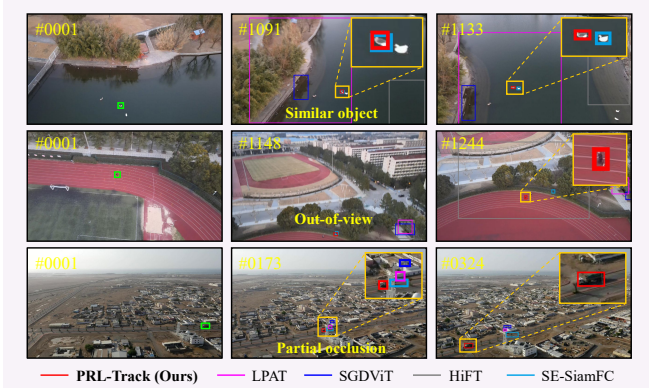 #0001 #1091 #1133
Similar object
#0001 #1148 #1244
Out-of-view
#0001 #0173 #0324
Partial occlusion
PRL-Track (Ours) LPAT SGDViT HiFT SE-SiamFC